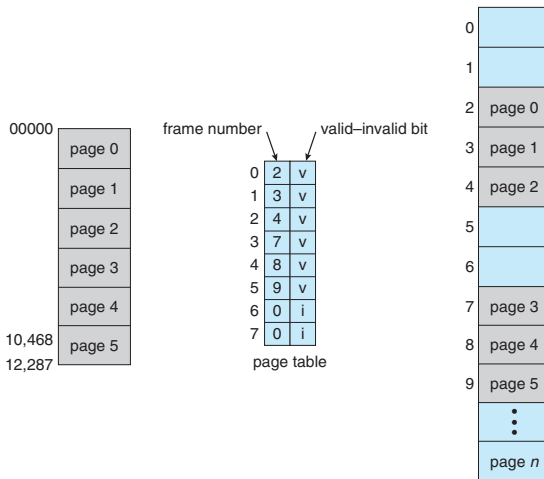 00000
page 0
page 1
page 2
page 3
page 4
page 5
10,468
12,287
frame number
valid–invalid bit
0 2 v
1 3 v
2 4 v
3 7 v
4 8 v
5 9 v
6 0 i
7 0 i
page table
0
1
2 page 0
3 page 1
4 page 2
5
6
7 page 3
8 page 4
9 page 5
page n